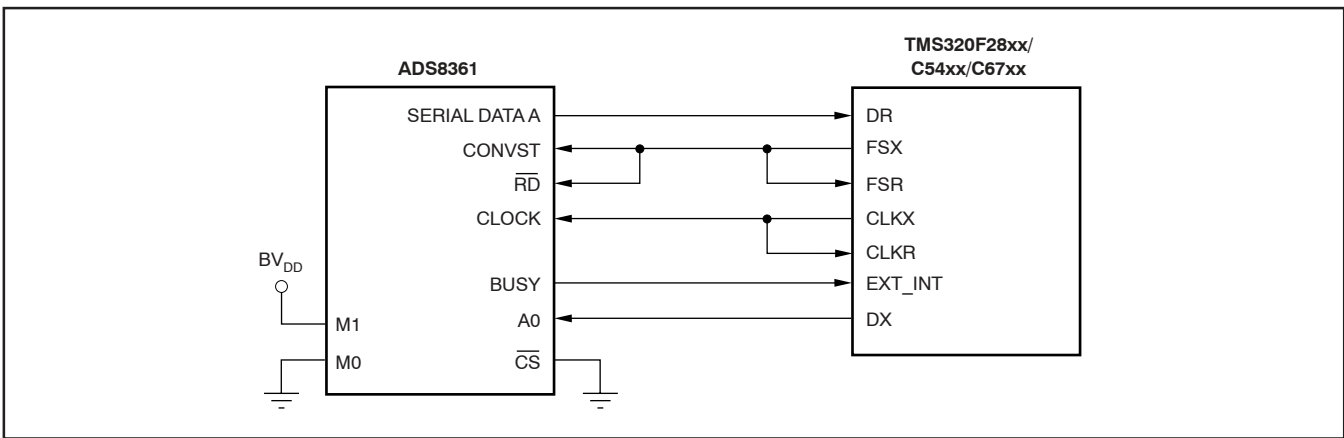 ADS8361
TMS320F28xx/
C54xx/C67xx
SERIAL DATA A
CONVST
RD
CLOCK
BUSY
A0
CS
BVDD
M1
M0
DR
FSX
FSR
CLKX
CLKR
EXT_INT
DX